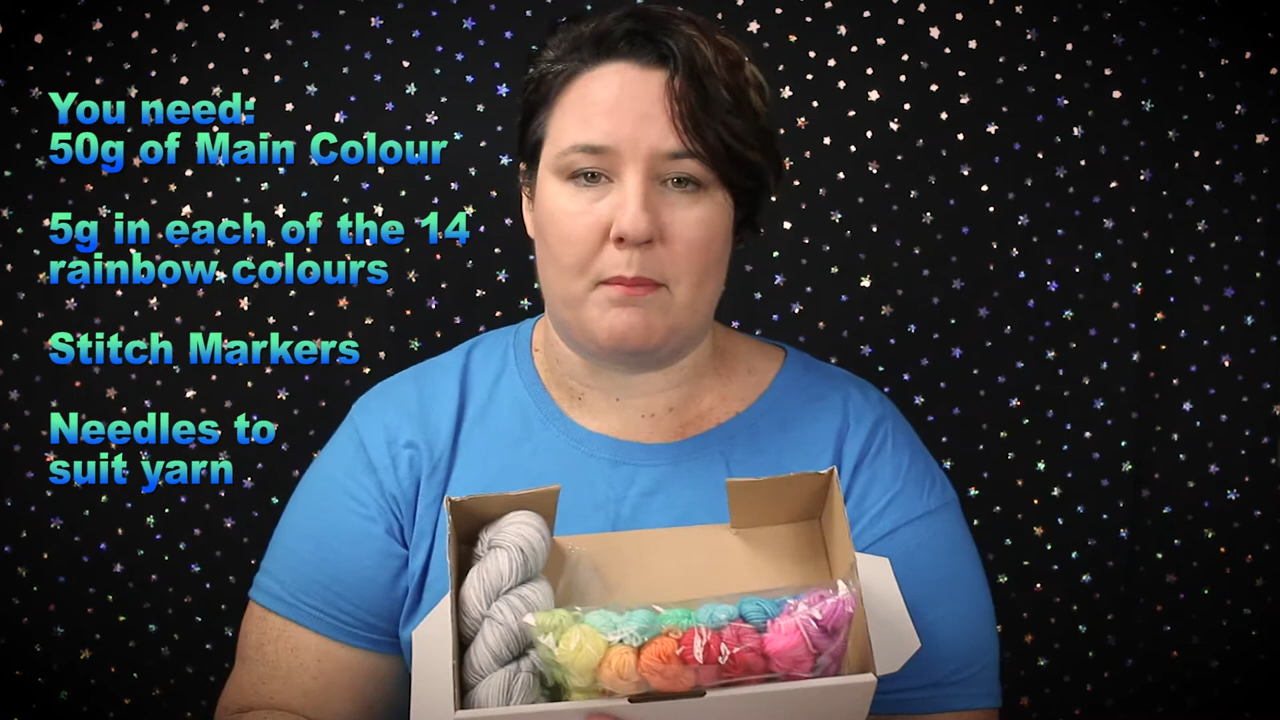 You need:
50g of Main Colour
5g in each of the 14
rainbow colours
Stitch Markers
Needles to
suit yarn